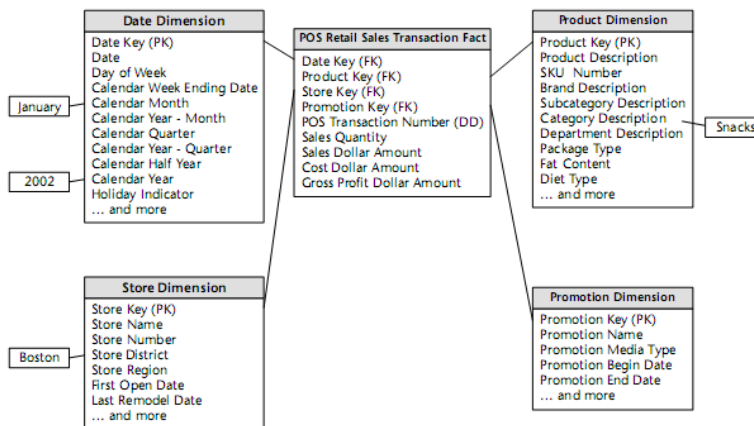 Date Dimension
Date Key (PK)
Date
Day of Week
Calendar Week Ending Date
Calendar Month
Calendar Year - Month
Calendar Quarter
Calendar Year - Quarter
Calendar Half Year
Calendar Year
Holiday Indicator
... and more
January
2002
POS Retail Sales Transaction Fact
Date Key (FK)
Product Key (FK)
Store Key (FK)
Promotion Key (FK)
POS Transaction Number (DD)
Sales Quantity
Sales Dollar Amount
Cost Dollar Amount
Gross Profit Dollar Amount
Product Dimension
Product Key (PK)
Product Description
SKU Number
Brand Description
Subcategory Description
Category Description
Department Description
Package Type
Fat Content
Diet Type
... and more
Snacks
Store Dimension
Store Key (PK)
Store Name
Store Number
Store District
Store Region
First Open Date
Last Remodel Date
... and more
Boston
Promotion Dimension
Promotion Key (PK)
Promotion Name
Promotion Media Type
Promotion Begin Date
Promotion End Date
... and more